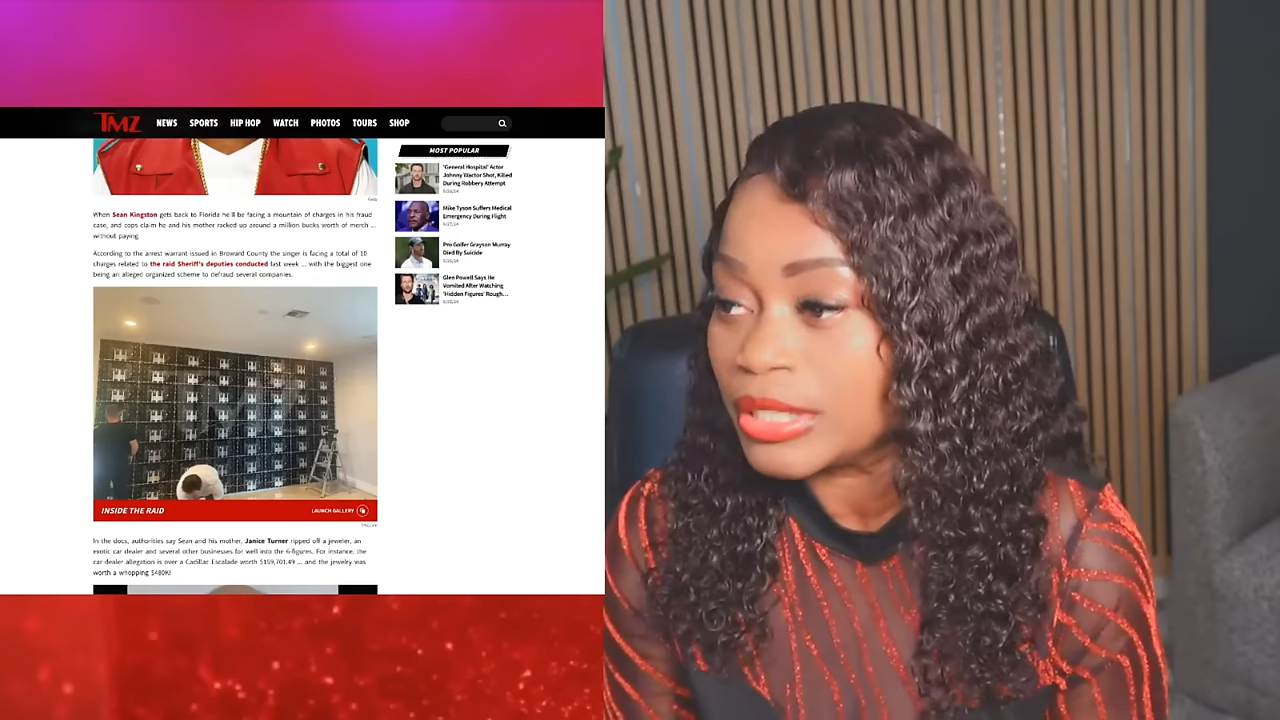 TMZ NEWS SPORTS HIP HOP WATCH PHOTOS TOURS SHOP
Getty
When Sean Kingston gets back to Florida he'll be facing a mountain of charges in his fraud
case, and cops claim he and his mother racked up around a million bucks worth of merch ...
without paying.
According to the arrest warrant issued in Broward County the singer is facing a total of 10
charges related to the raid Sheriff's deputies conducted last week ... with the biggest one
being an alleged organized scheme to defraud several companies.
INSIDE THE RAID
LAUNCH GALLERY
TMZ.com
In the docs, authorities say Sean and his mother, Janice Turner ripped off a jeweler, an
exotic car dealer and several other businesses for well into the 6-figures. For instance, the
car dealer allegation is over a Cadillac Escalade worth $159,701.49 ... and the jewelry was
worth a whopping $480K!
MOST POPULAR
'General Hospital' Actor
Johnny Wactor Shot, Killed
During Robbery Attempt
Mike Tyson Suffers Medical
Emergency During Flight
Pro Golfer Grayson Murray
Died By Suicide
Glen Powell Says He
Vomited After Watching
'Hidden Figures' Rough...